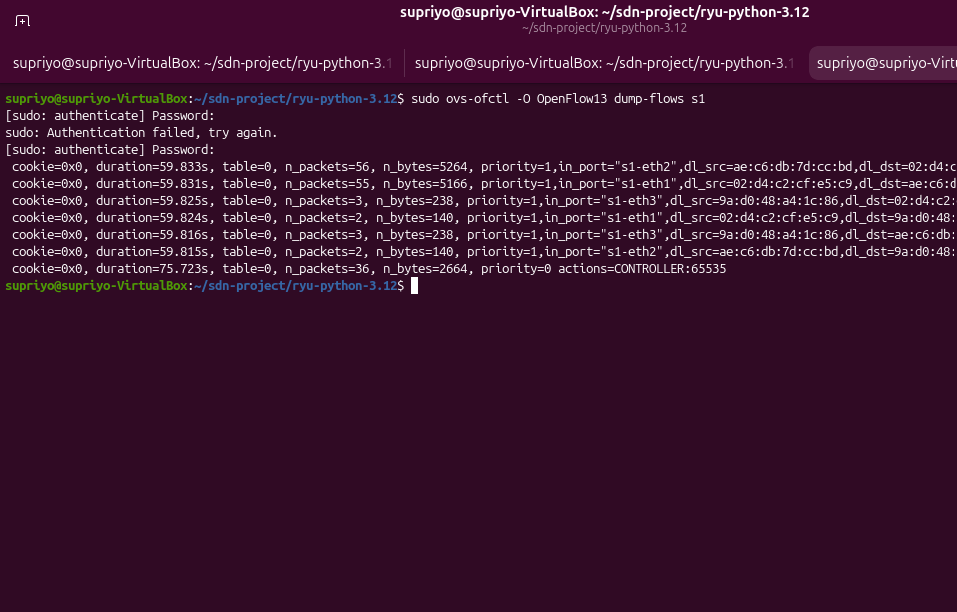 supriyo@supriyo-VirtualBox: ~/sdn-project/ryu-python-3.12
~/sdn-project/ryu-python-3.12
supriyo@supriyo-VirtualBox: ~/sdn-project/ryu-python-3.1
supriyo@supriyo-VirtualBox: ~/sdn-project/ryu-python-3.1
supriyo@supriyo-Virt
supriyo@supriyo-VirtualBox:~/sdn-project/ryu-python-3.12$ sudo ovs-ofctl -O OpenFlow13 dump-flows s1
[sudo: authenticate] Password:
sudo: Authentication failed, try again.
[sudo: authenticate] Password:
cookie=0x0, duration=59.833s, table=0, n_packets=56, n_bytes=5264, priority=1,in_port="s1-eth2",dl_src=ae:c6:db:7d:cc:bd,dl_dst=02:d4:c
cookie=0x0, duration=59.831s, table=0, n_packets=55, n_bytes=5166, priority=1,in_port="s1-eth1",dl_src=02:d4:c2:cf:e5:c9,dl_dst=ae:c6:d
cookie=0x0, duration=59.825s, table=0, n_packets=3, n_bytes=238, priority=1,in_port="s1-eth3",dl_src=9a:d0:48:a4:1c:86,dl_dst=02:d4:c2:
cookie=0x0, duration=59.824s, table=0, n_packets=2, n_bytes=140, priority=1,in_port="s1-eth1",dl_src=02:d4:c2:cf:e5:c9,dl_dst=9a:d0:48:
cookie=0x0, duration=59.816s, table=0, n_packets=3, n_bytes=238, priority=1,in_port="s1-eth3",dl_src=9a:d0:48:a4:1c:86,dl_dst=ae:c6:db:
cookie=0x0, duration=59.815s, table=0, n_packets=2, n_bytes=140, priority=1,in_port="s1-eth2",dl_src=ae:c6:db:7d:cc:bd,dl_dst=9a:d0:48:
cookie=0x0, duration=75.723s, table=0, n_packets=36, n_bytes=2664, priority=0 actions=CONTROLLER:65535
supriyo@supriyo-VirtualBox:~/sdn-project/ryu-python-3.12$